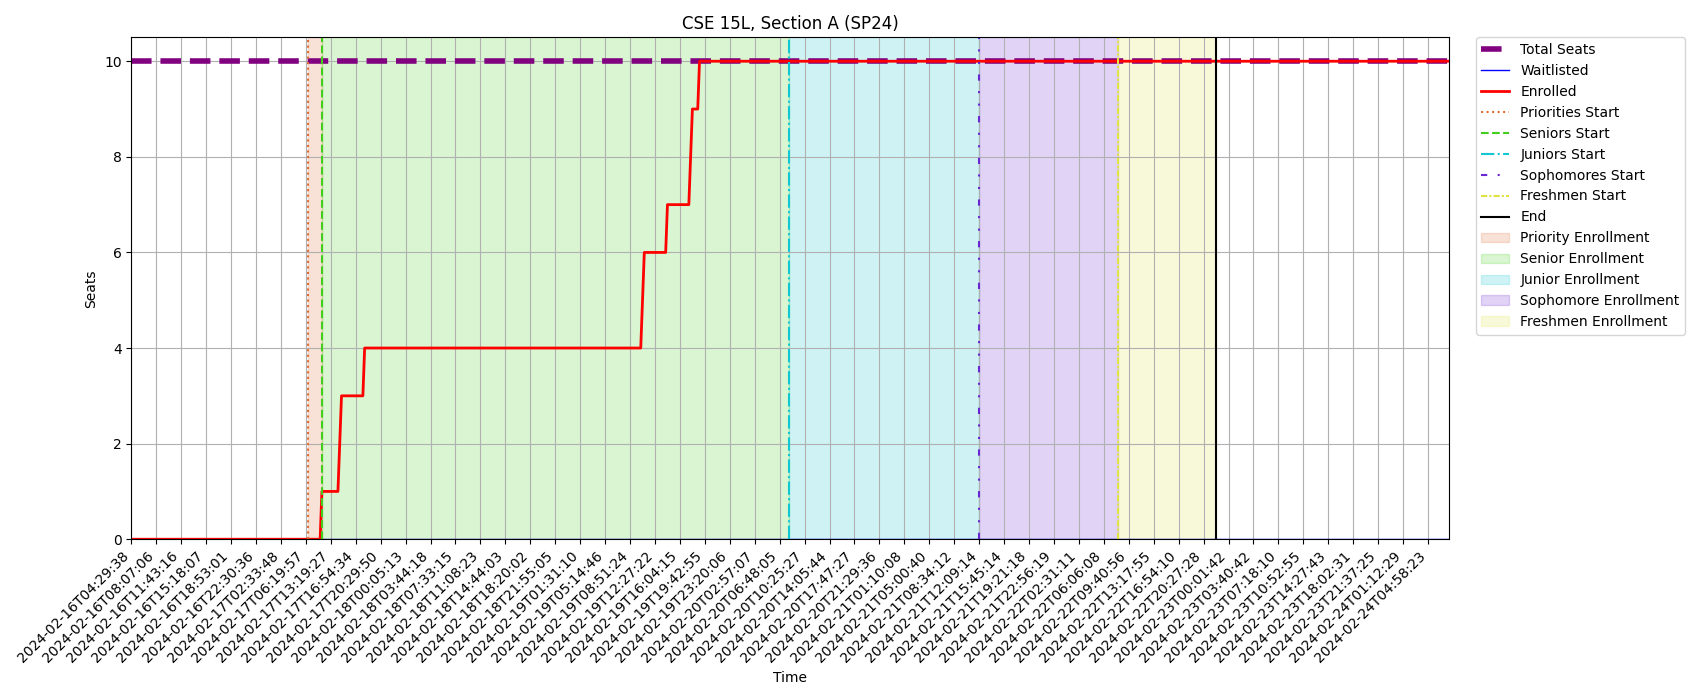 CSE 15L, Section A (SP24)
Total Seats
Waitlisted
Enrolled
Priorities Start
Seniors Start
Juniors Start
Sophomores Start
Freshmen Start
End
Priority Enrollment
Senior Enrollment
Junior Enrollment
Sophomore Enrollment
Freshmen Enrollment
Seats
10
8
6
4
2
0
2024-02-16T04:29:38
2024-02-16T08:07:06
2024-02-16T11:43:16
2024-02-16T15:18:07
2024-02-16T18:53:01
2024-02-16T22:30:36
2024-02-17T02:33:48
2024-02-17T06:19:57
2024-02-17T13:19:27
2024-02-17T16:54:34
2024-02-17T20:29:50
2024-02-18T00:05:13
2024-02-18T03:44:18
2024-02-18T07:33:15
2024-02-18T11:08:23
2024-02-18T14:44:03
2024-02-18T18:20:02
2024-02-18T21:55:05
2024-02-19T01:31:10
2024-02-19T05:14:46
2024-02-19T08:51:24
2024-02-19T12:27:22
2024-02-19T16:04:15
2024-02-19T19:42:55
2024-02-19T23:20:06
2024-02-20T02:57:07
2024-02-20T06:48:05
2024-02-20T10:25:27
2024-02-20T14:05:44
2024-02-20T17:47:27
2024-02-20T21:29:36
2024-02-21T01:10:08
2024-02-21T05:00:40
2024-02-21T08:34:12
2024-02-21T12:09:14
2024-02-21T15:45:14
2024-02-21T19:21:18
2024-02-21T22:56:19
2024-02-22T02:31:11
2024-02-22T06:06:08
2024-02-22T09:40:56
2024-02-22T13:17:55
2024-02-22T16:54:10
2024-02-22T20:27:28
2024-02-23T00:01:42
2024-02-23T03:40:42
2024-02-23T07:18:10
2024-02-23T10:52:55
2024-02-23T14:27:43
2024-02-23T18:02:31
2024-02-23T21:37:25
2024-02-24T01:12:29
2024-02-24T04:58:23
Time